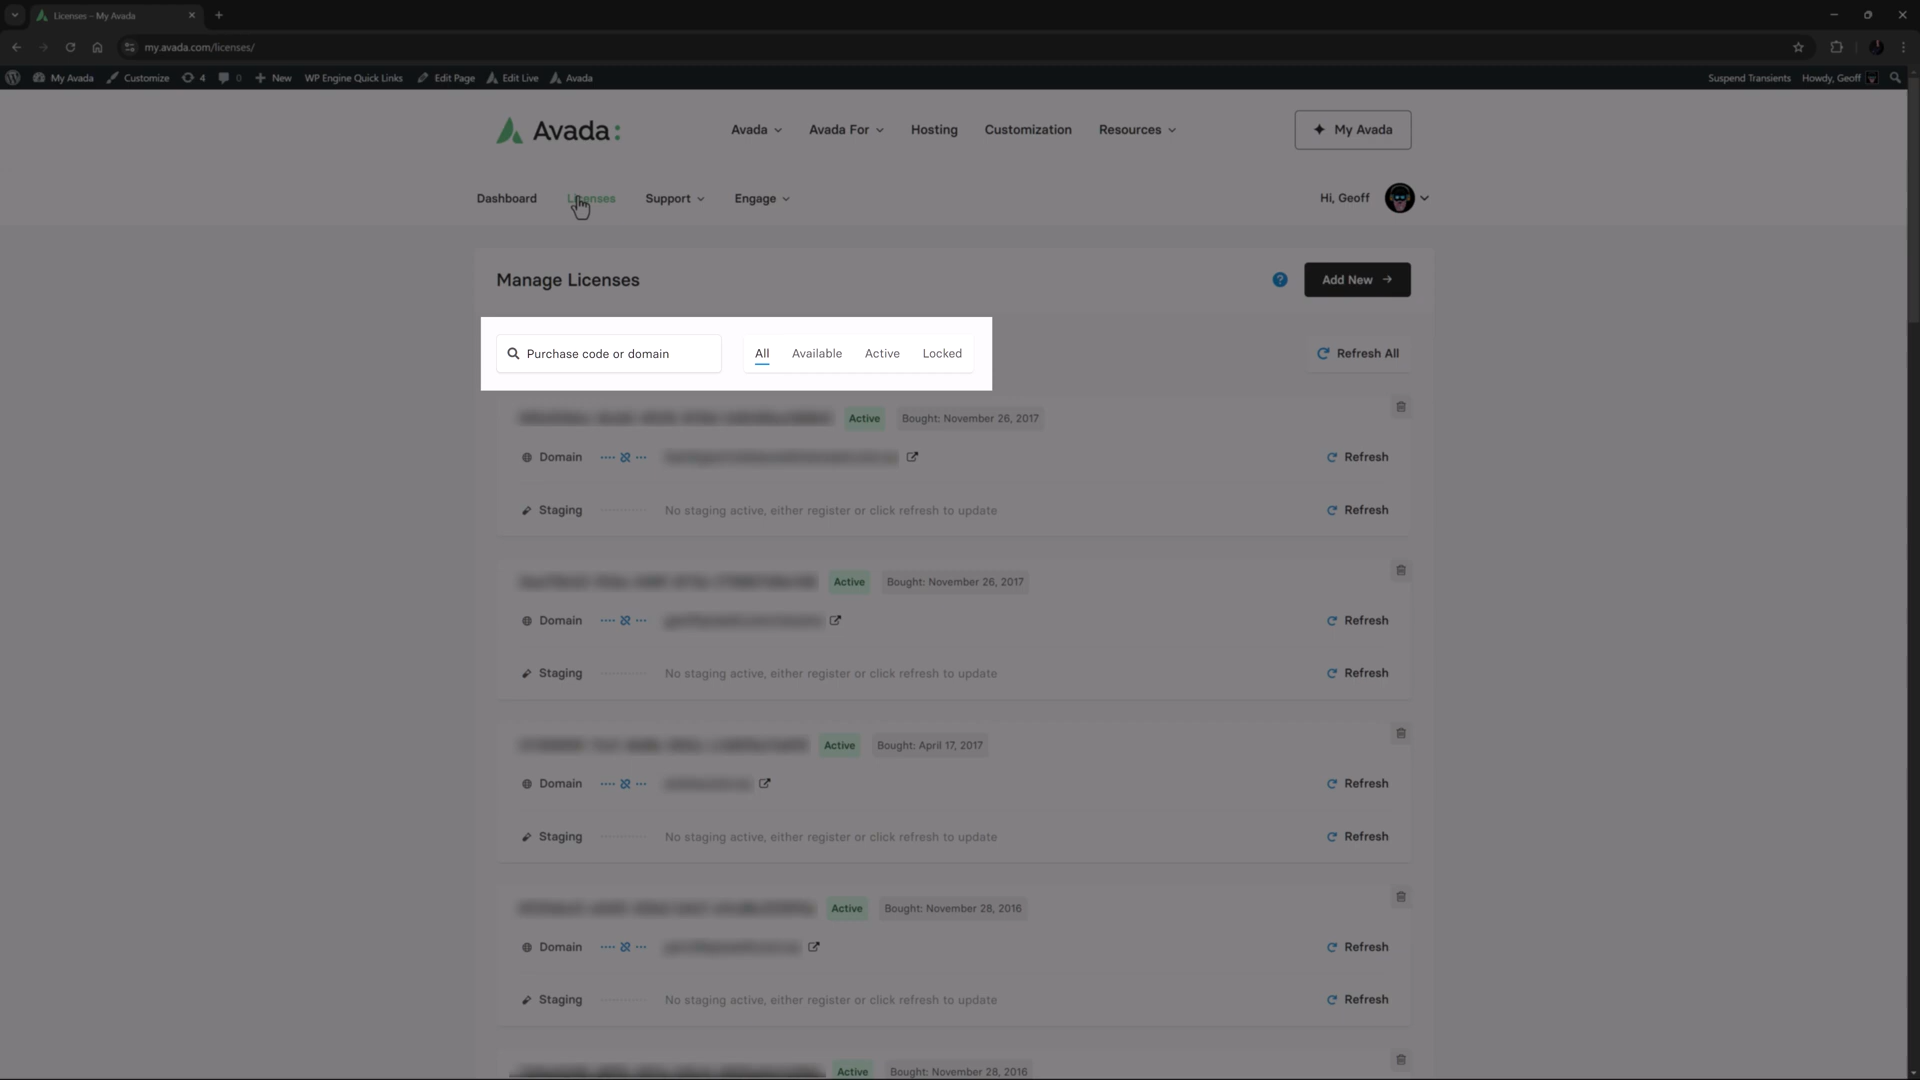 Licenses – My Avada
my.avada.com/licenses/
My Avada Customize 4 0 New WP Engine Quick Links Edit Page Edit Live Avada Suspend Transients Howdy, Geoff
Avada: Avada Avada For Hosting Customization Resources My Avada
Dashboard Licenses Support Engage Hi, Geoff
Manage Licenses ? Add New
Purchase code or domain All Available Active Locked Refresh All
Active Bought: November 26, 2017
Domain Refresh
Staging No staging active, either register or click refresh to update Refresh
Active Bought: November 26, 2017
Domain Refresh
Staging No staging active, either register or click refresh to update Refresh
Active Bought: April 17, 2017
Domain Refresh
Staging No staging active, either register or click refresh to update Refresh
Active Bought: November 28, 2016
Domain Refresh
Staging No staging active, either register or click refresh to update Refresh
Active Bought: November 28, 2016